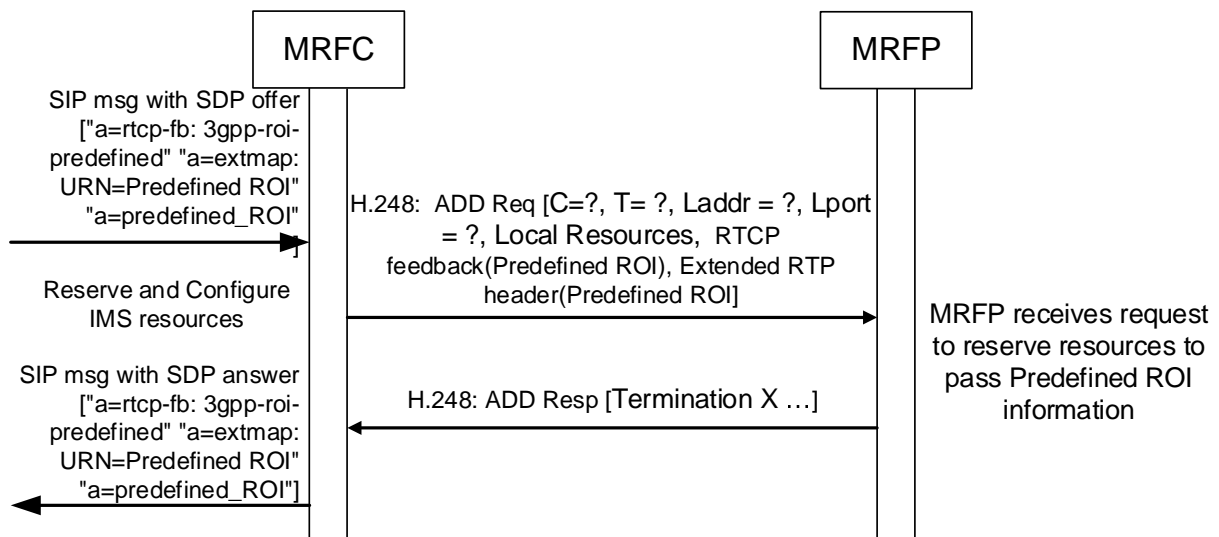 MRFC
MRFP
SIP msg with SDP offer
["a=rtcp-fb: 3gpp-roi-
predefined" "a=extmap:
URN=Predefined ROI"
"a=predefined_ROI"
]
H.248: ADD Req [C=?, T= ?, Laddr = ?, Lport
= ?, Local Resources, RTCP
feedback(Predefined ROI), Extended RTP
header(Predefined ROI]
Reserve and Configure
IMS resources
MRFP receives request
to reserve resources to
pass Predefined ROI
information
SIP msg with SDP answer
["a=rtcp-fb: 3gpp-roi-
predefined" "a=extmap:
URN=Predefined ROI"
"a=predefined_ROI"]
H.248: ADD Resp [Termination X …]